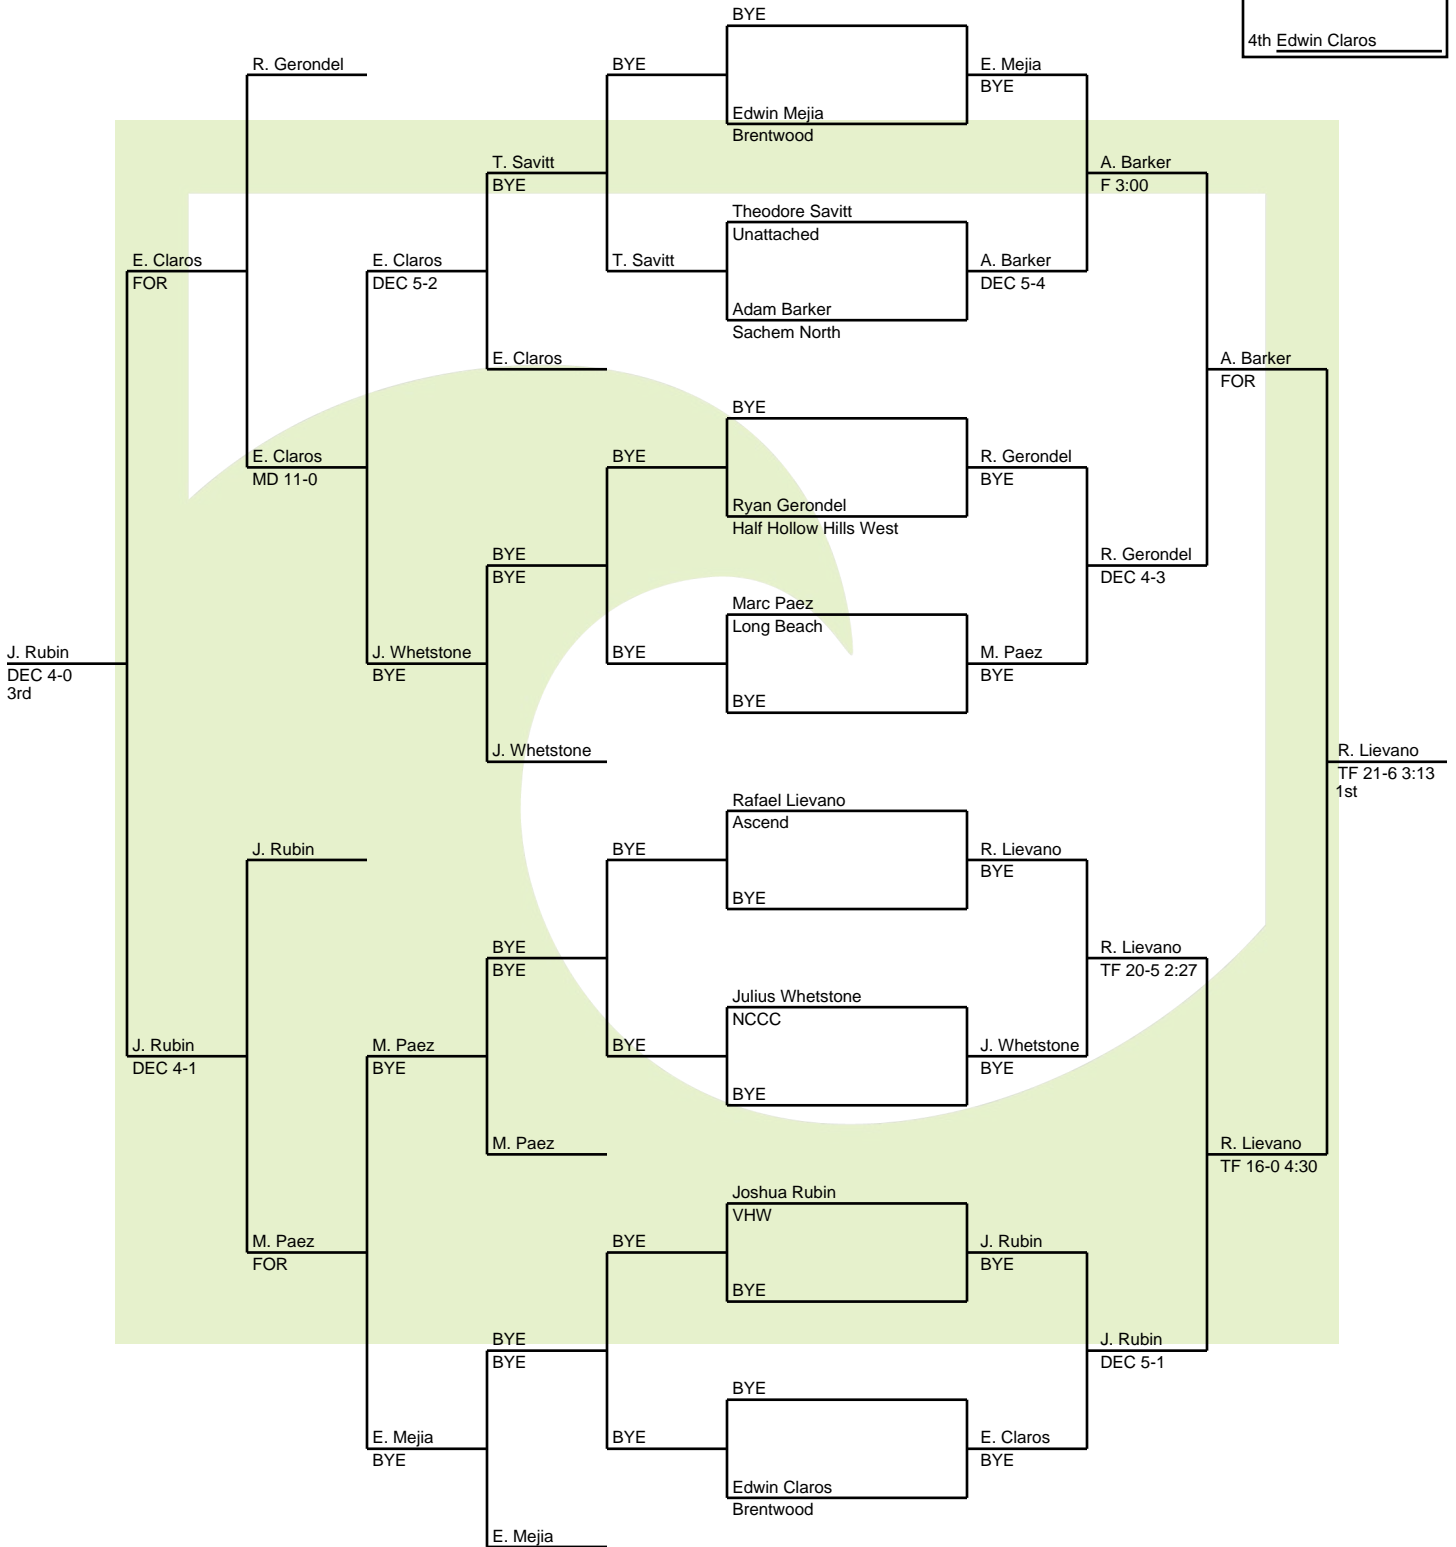 BYE
4th Edwin Claros
R. Gerondel
BYE
E. Mejia
BYE
Edwin Mejia
Brentwood
T. Savitt
BYE
A. Barker
F 3:00
Theodore Savitt
Unattached
E. Claros
FOR
E. Claros
DEC 5-2
T. Savitt
A. Barker
DEC 5-4
Adam Barker
Sachem North
E. Claros
A. Barker
FOR
BYE
E. Claros
MD 11-0
BYE
R. Gerondel
BYE
Ryan Gerondel
Half Hollow Hills West
BYE
BYE
R. Gerondel
DEC 4-3
Marc Paez
Long Beach
J. Rubin
DEC 4-0
3rd
J. Whetstone
BYE
BYE
M. Paez
BYE
BYE
J. Whetstone
R. Lievano
TF 21-6 3:13
1st
Rafael Lievano
Ascend
J. Rubin
BYE
R. Lievano
BYE
BYE
BYE
BYE
R. Lievano
TF 20-5 2:27
Julius Whetstone
NCCC
J. Rubin
DEC 4-1
M. Paez
BYE
BYE
J. Whetstone
BYE
BYE
M. Paez
R. Lievano
TF 16-0 4:30
Joshua Rubin
VHW
M. Paez
FOR
BYE
J. Rubin
BYE
BYE
BYE
BYE
J. Rubin
DEC 5-1
BYE
E. Mejia
BYE
BYE
E. Claros
BYE
Edwin Claros
Brentwood
E. Mejia